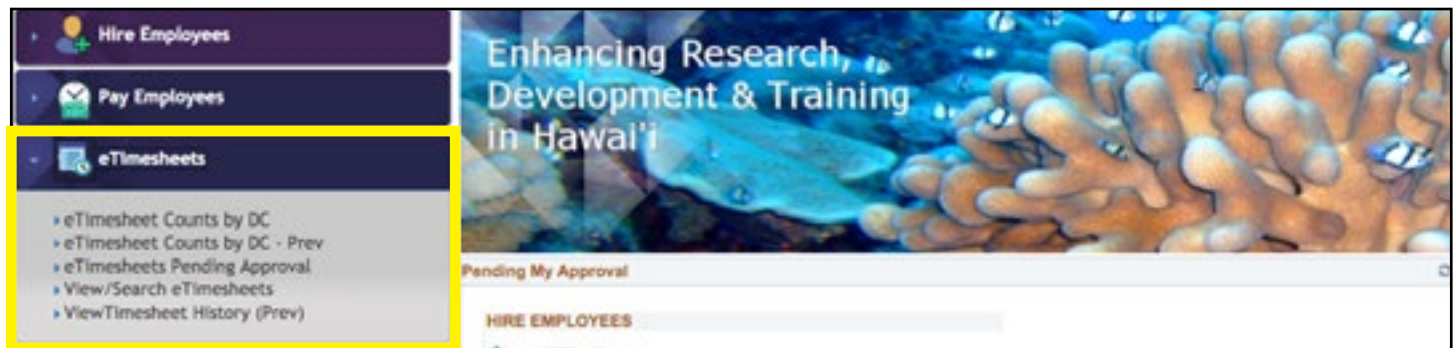 Hire Employees
Pay Employees
eTimesheets
eTimesheet Counts by DC
eTimesheet Counts by DC - Prev
eTimesheets Pending Approval
View/Search eTimesheets
ViewTimesheet History (Prev)
Enhancing Research,
Development & Training
in Hawai'i
Pending My Approval
HIRE EMPLOYEES